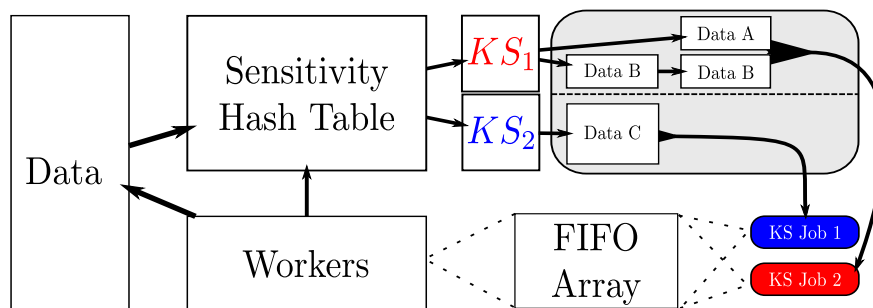 Data
Sensitivity
Hash Table
KS₁
KS₂
Data A
Data B
Data B
Data C
Workers
FIFO
Array
KS Job 1
KS Job 2